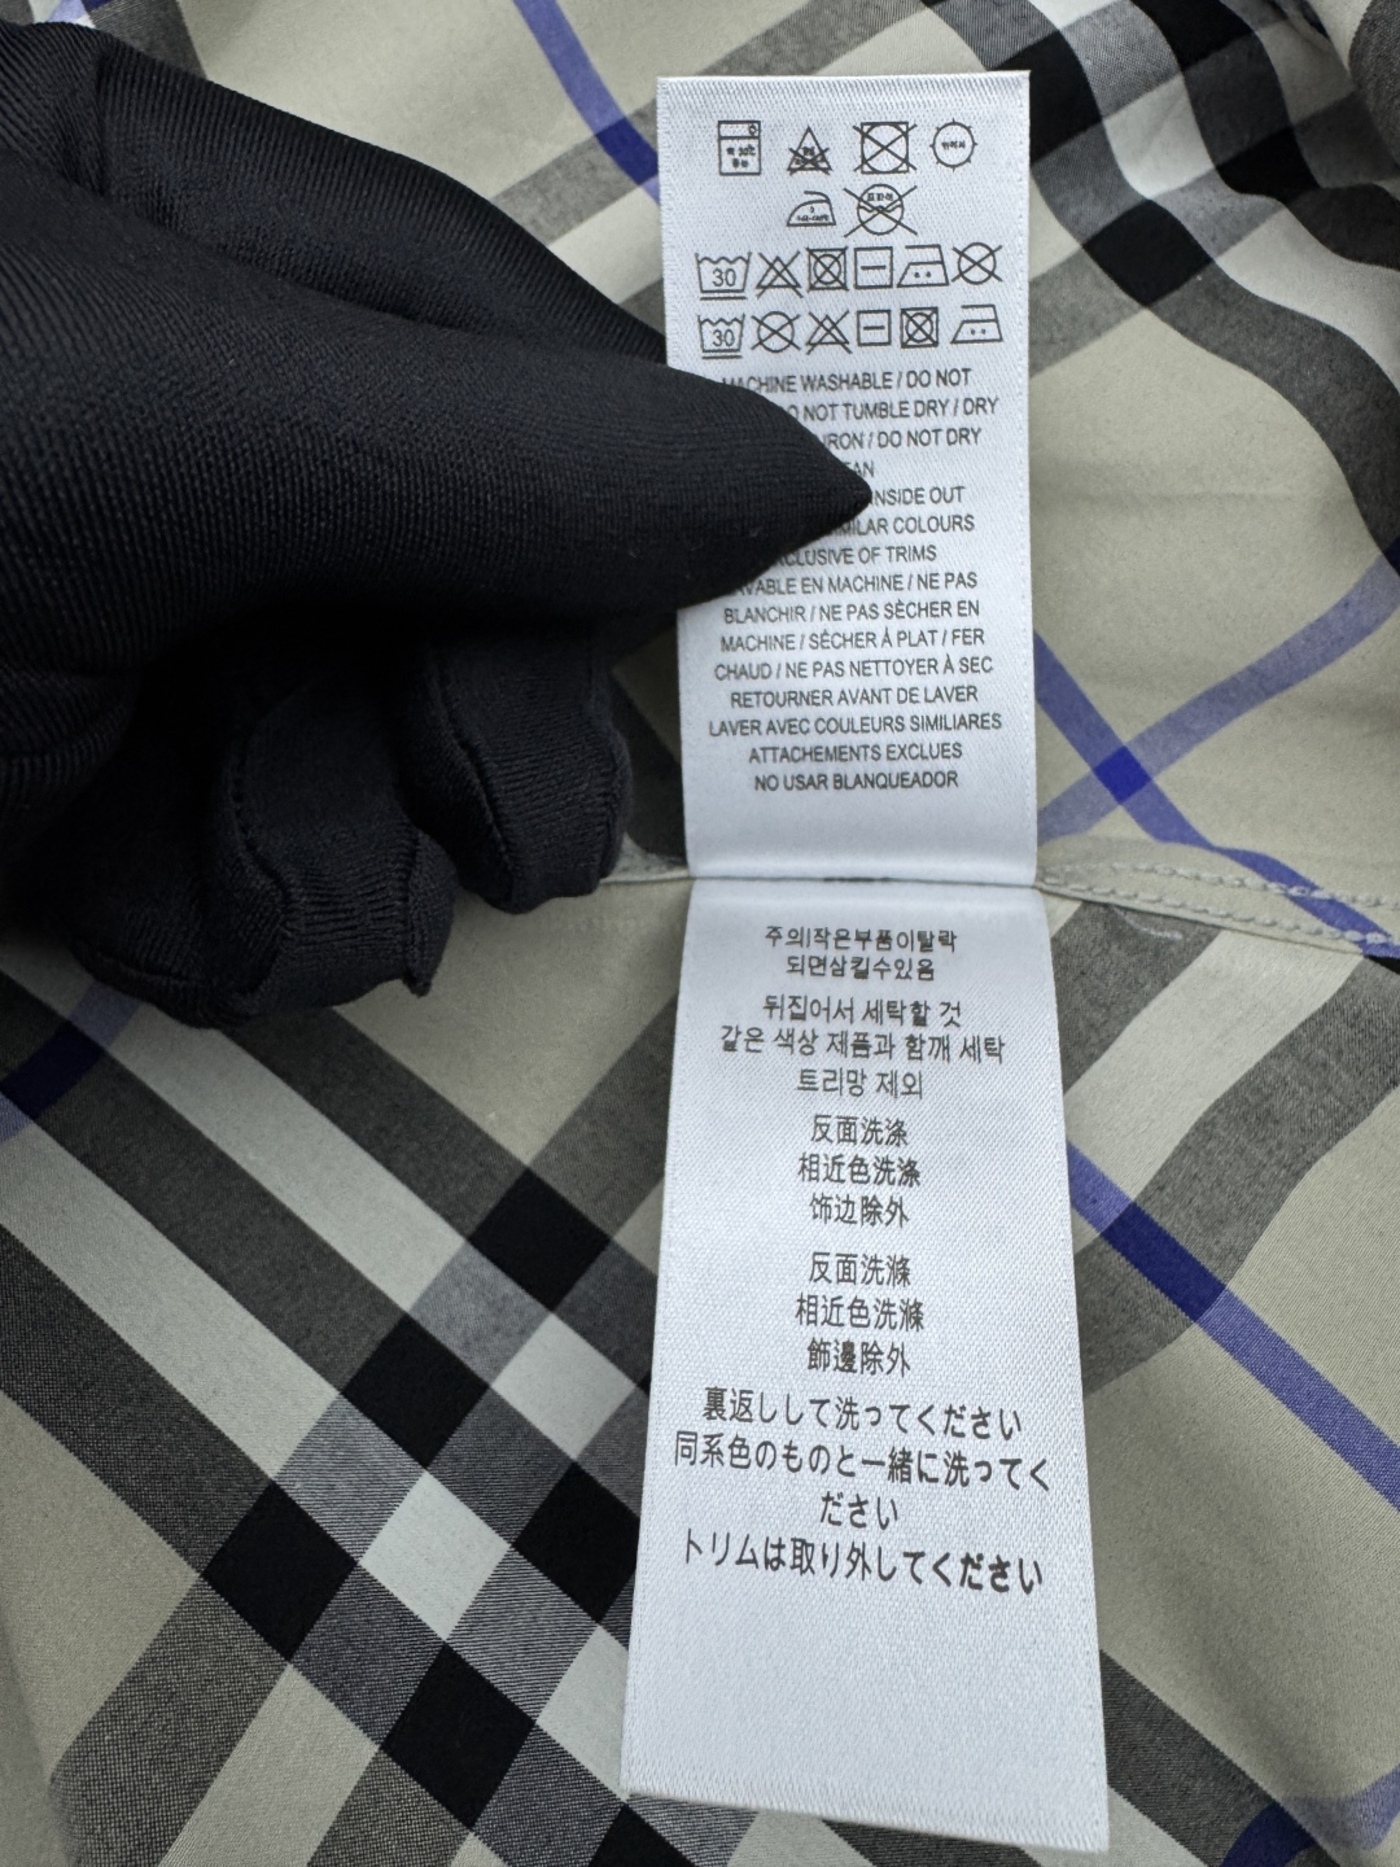 30
30
MACHINE WASHABLE / DO NOT
NOT TUMBLE DRY / DRY
IRON / DO NOT DRY
INSIDE OUT
COLOURS
OF TRIMS
LAVABLE EN MACHINE / NE PAS
BLANCHIR / NE PAS SÈCHER EN
MACHINE / SÈCHER À PLAT / FER
CHAUD / NE PAS NETTOYER À SEC
RETOURNER AVANT DE LAVER
LAVER AVEC COULEURS SIMILIARES
ATTACHEMENTS EXCLUES
NO USAR BLANQUEADOR
주의|작은부품이탈락
되면삼킬수있음
뒤집어서 세탁할 것
같은 색상 제품과 함깨 세탁
트리망 제외
反面洗涤
相近色洗涤
饰边除外
反面洗滌
相近色洗滌
飾邊除外
裏返しして洗ってください
同系色のものと一緒に洗ってく
ださい
トリムは取り外してください